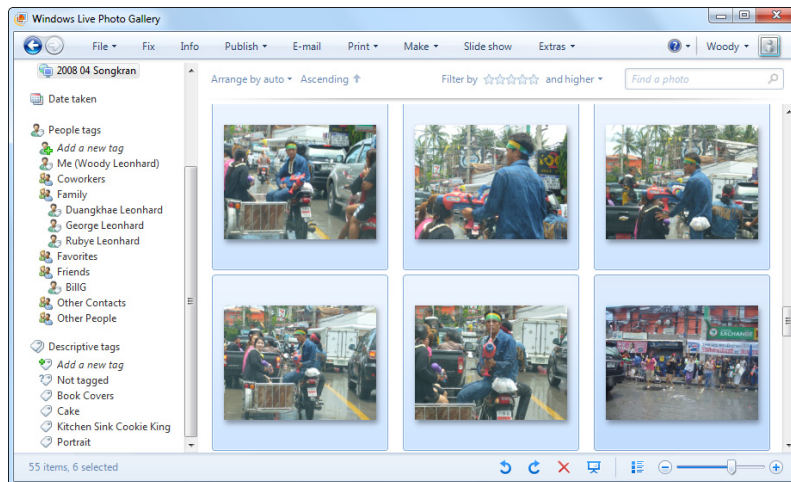 Windows Live Photo Gallery
File Fix Info Publish E-mail Print Make Slide show Extras Woody
2008 04 Songkran
Arrange by auto Ascending Filter by and higher Find a photo
Date taken
People tags
Add a new tag
Me (Woody Leonhard)
Coworkers
Family
Duangkhae Leonhard
George Leonhard
Rubye Leonhard
Favorites
Friends
BillG
Other Contacts
Other People
Descriptive tags
Add a new tag
Not tagged
Book Covers
Cake
Kitchen Sink Cookie King
Portrait
EXCHANGE
55 items, 6 selected